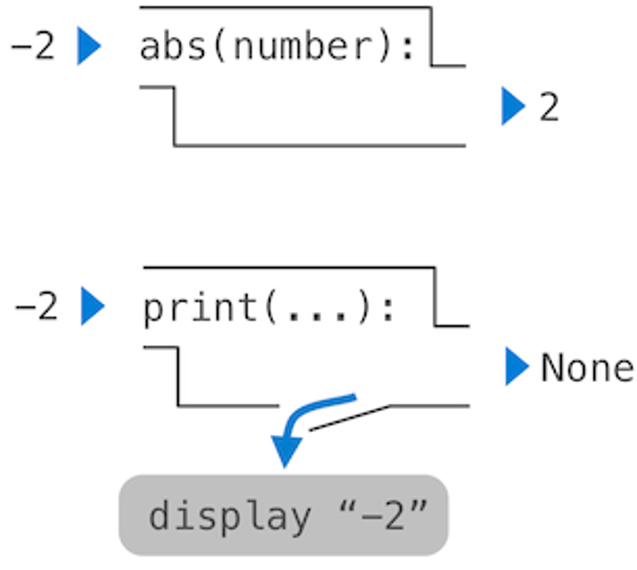 −2 abs(number):
2
−2 print(...):
None
display “−2”